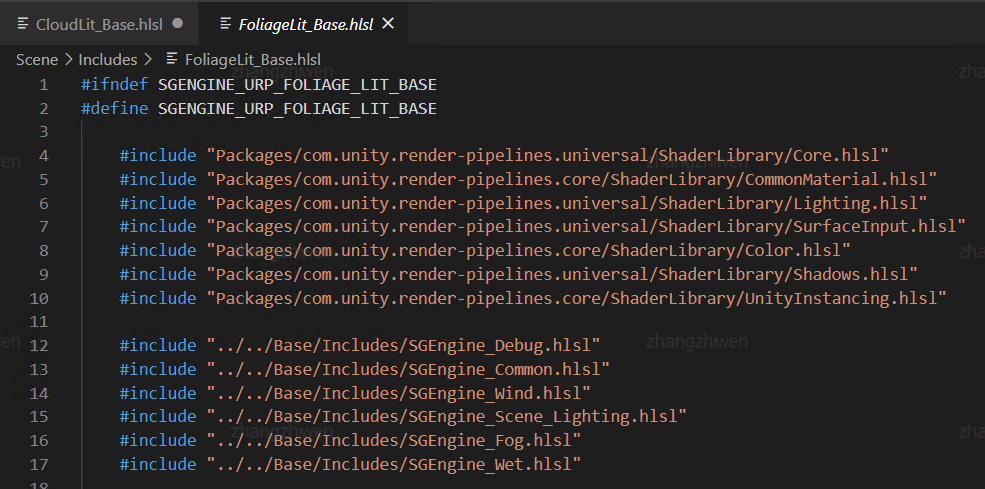 CloudLit_Base.hlsl
FoliageLit_Base.hlsl
Scene > Includes > FoliageLit_Base.hlsl
1 #ifndef SGENGINE_URP_FOLIAGE_LIT_BASE
2 #define SGENGINE_URP_FOLIAGE_LIT_BASE
3
4 #include "Packages/com.unity.render-pipelines.universal/ShaderLibrary/Core.hlsl"
5 #include "Packages/com.unity.render-pipelines.core/ShaderLibrary/CommonMaterial.hlsl"
6 #include "Packages/com.unity.render-pipelines.universal/ShaderLibrary/Lighting.hlsl"
7 #include "Packages/com.unity.render-pipelines.universal/ShaderLibrary/SurfaceInput.hlsl"
8 #include "Packages/com.unity.render-pipelines.core/ShaderLibrary/Color.hlsl"
9 #include "Packages/com.unity.render-pipelines.universal/ShaderLibrary/Shadows.hlsl"
10 #include "Packages/com.unity.render-pipelines.core/ShaderLibrary/UnityInstancing.hlsl"
11
12 #include "../../Base/Includes/SGEngine_Debug.hlsl"
13 #include "../../Base/Includes/SGEngine_Common.hlsl"
14 #include "../../Base/Includes/SGEngine_Wind.hlsl"
15 #include "../../Base/Includes/SGEngine_Scene_Lighting.hlsl"
16 #include "../../Base/Includes/SGEngine_Fog.hlsl"
17 #include "../../Base/Includes/SGEngine_Wet.hlsl"
18
zhangzhiwen
zhangzhiwen
zhangzhiwen
zhangzhiwen
zhangzhiwen